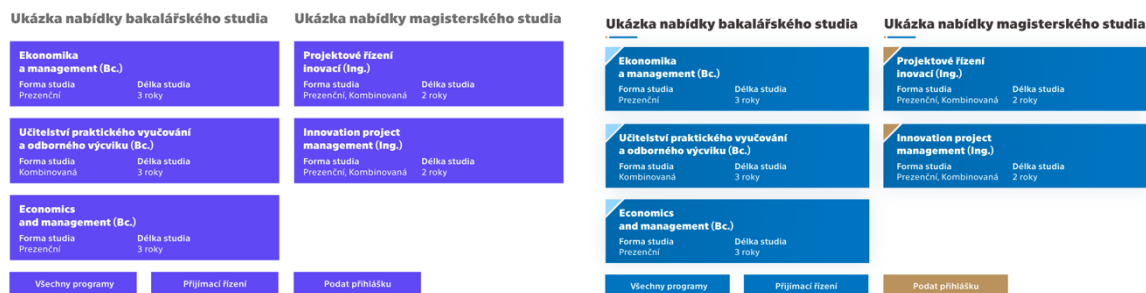 Ukázka nabídky bakalářského studia
Ekonomika
a management (Bc.)
Forma studia Délka studia
Prezenční 3 roky
Učitelství praktického vyučování
a odborného výcviku (Bc.)
Forma studia Délka studia
Kombinovaná 3 roky
Economics
and management (Bc.)
Forma studia Délka studia
Prezenční 3 roky
Všechny programy Přijímací řízení
Ukázka nabídky magisterského studia
Projektové řízení
inovací (Ing.)
Forma studia Délka studia
Prezenční, Kombinovaná 2 roky
Innovation project
management (Ing.)
Forma studia Délka studia
Prezenční, Kombinovaná 2 roky
Podat přihlášku
Ukázka nabídky bakalářského studia
Ekonomika
a management (Bc.)
Forma studia Délka studia
Prezenční 3 roky
Učitelství praktického vyučování
a odborného výcviku (Bc.)
Forma studia Délka studia
Kombinovaná 3 roky
Economics
and management (Bc.)
Forma studia Délka studia
Prezenční 3 roky
Všechny programy Přijímací řízení
Ukázka nabídky magisterského studia
Projektové řízení
inovací (Ing.)
Forma studia Délka studia
Prezenční, Kombinovaná 2 roky
Innovation project
management (Ing.)
Forma studia Délka studia
Prezenční, Kombinovaná 2 roky
Podat přihlášku